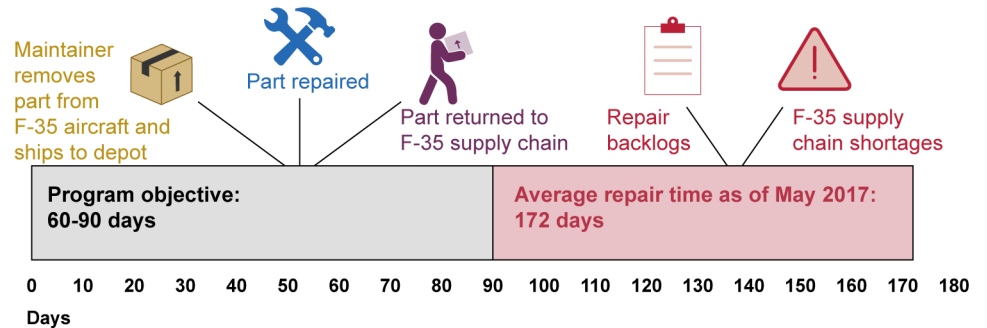 Maintainer
removes
part from
F-35 aircraft and
ships to depot
Part repaired
Part returned to
F-35 supply chain
Repair
backlogs
F-35 supply
chain shortages
Program objective:
60-90 days
Average repair time as of May 2017:
172 days
0 10 20 30 40 50 60 70 80 90 100 110 120 130 140 150 160 170 180
Days